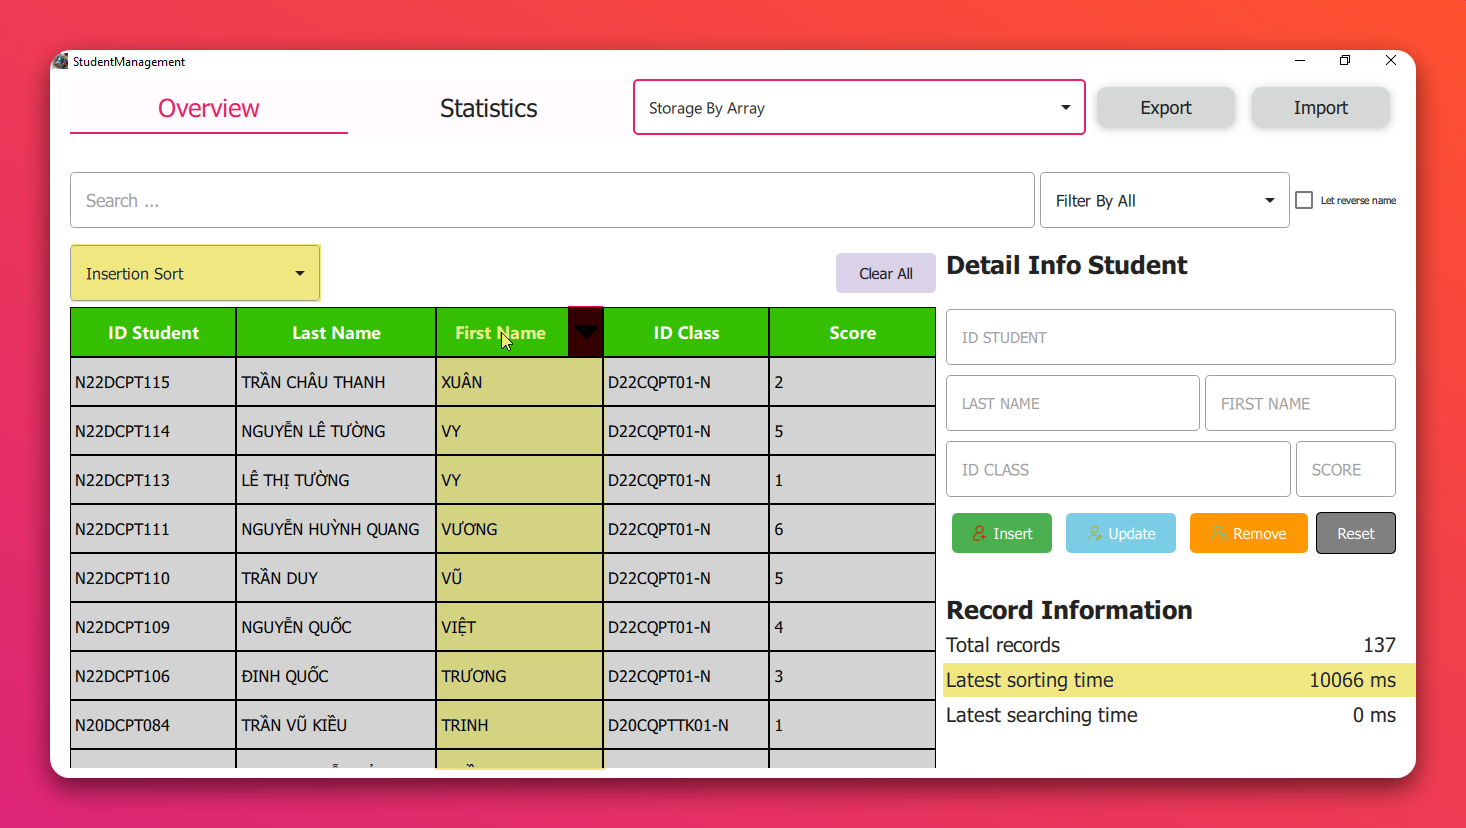 StudentManagement
Overview
Statistics
Storage By Array
Export
Import
Search ...
Filter By All
Let reverse name
Insertion Sort
Clear All
Detail Info Student
ID Student Last Name First Name ID Class Score
N22DCPT115 TRẦN CHÂU THANH XUÂN D22CQPT01-N 2
N22DCPT114 NGUYỄN LÊ TƯỜNG VY D22CQPT01-N 5
N22DCPT113 LÊ THỊ TƯỜNG VY D22CQPT01-N 1
N22DCPT111 NGUYỄN HUỲNH QUANG VƯƠNG D22CQPT01-N 6
N22DCPT110 TRẦN DUY VŨ D22CQPT01-N 5
N22DCPT109 NGUYỄN QUỐC VIỆT D22CQPT01-N 4
N22DCPT106 ĐINH QUỐC TRƯƠNG D22CQPT01-N 3
N20DCPT084 TRẦN VŨ KIỀU TRINH D20CQPTTK01-N 1
ID STUDENT
LAST NAME
FIRST NAME
ID CLASS
SCORE
Insert
Update
Remove
Reset
Record Information
Total records 137
Latest sorting time 10066 ms
Latest searching time 0 ms